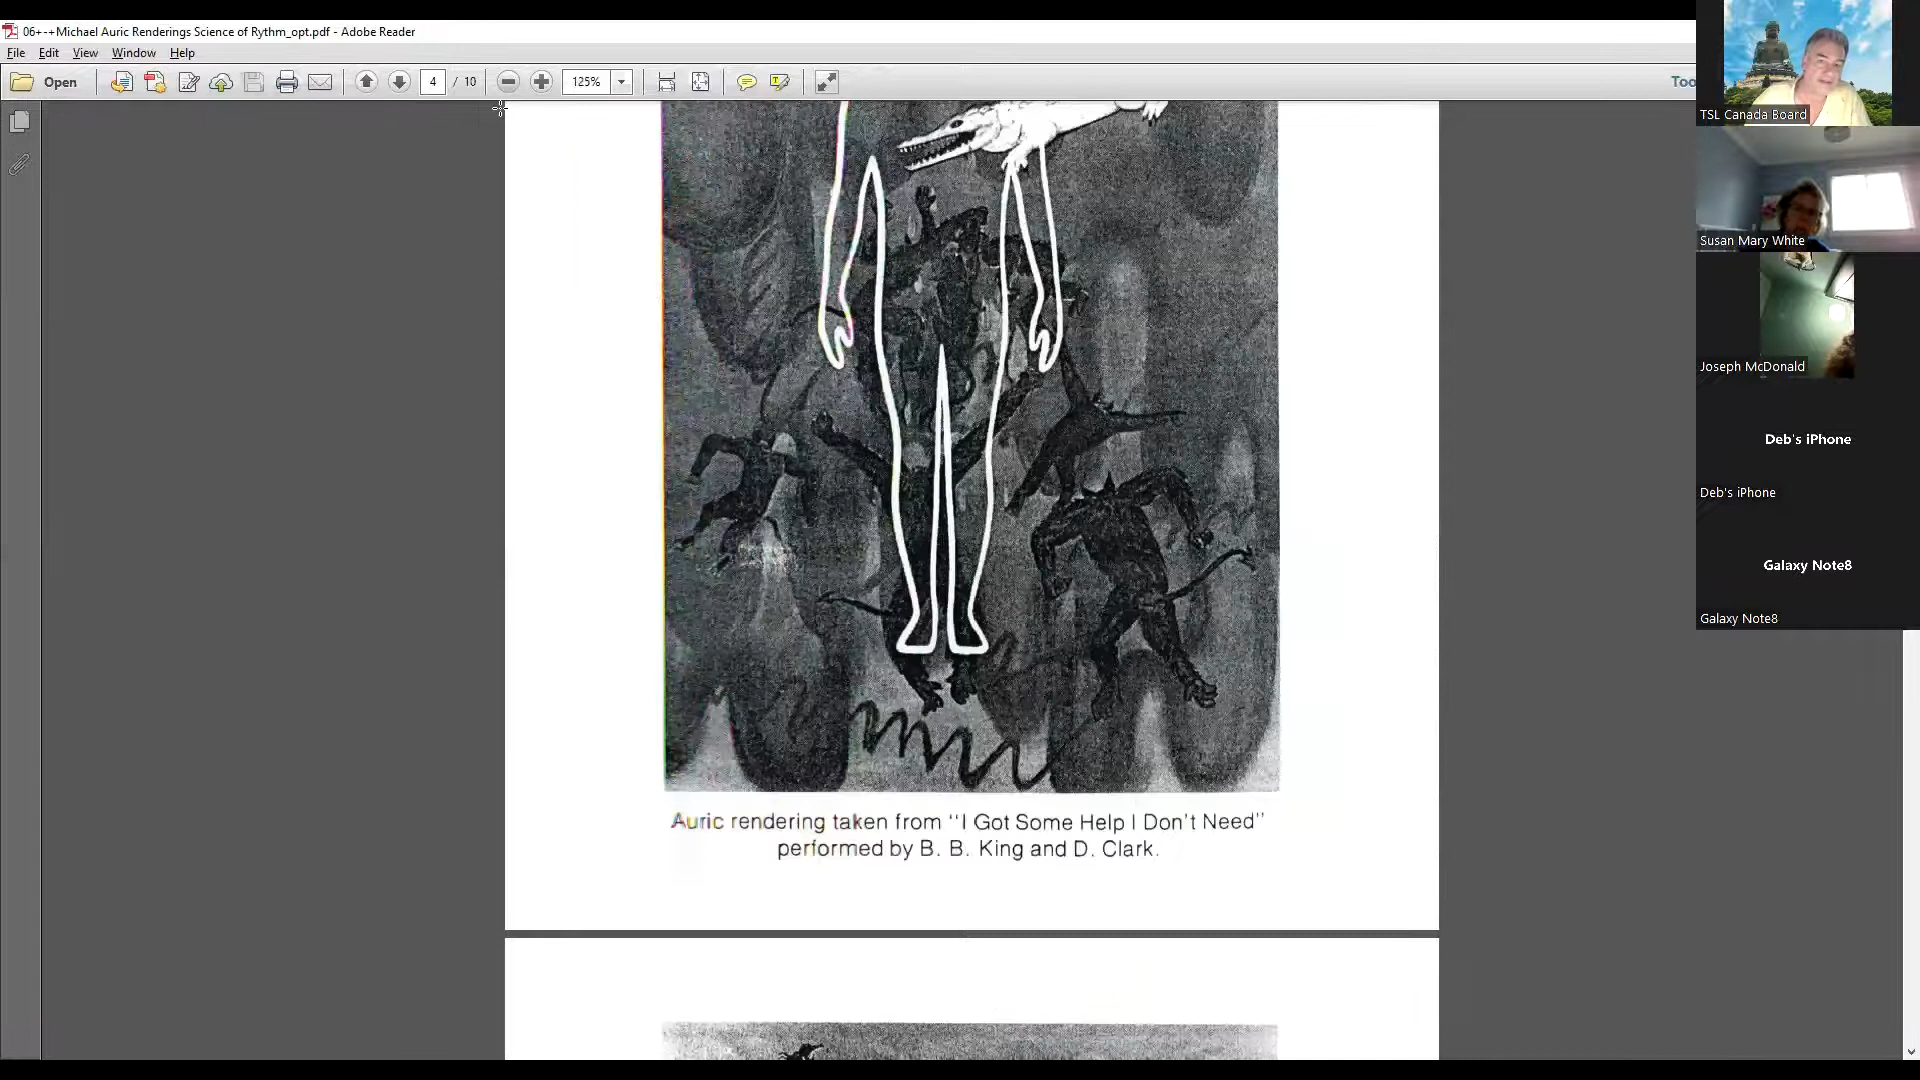 06+-+Michael Auric Renderings Science of Rythm_opt.pdf - Adobe Reader
File Edit View Window Help
Open 4 / 10 125% Too
TSL Canada Board
Susan Mary White
Joseph McDonald
Deb's iPhone
Deb's iPhone
Galaxy Note8
Galaxy Note8
Auric rendering taken from "I Got Some Help I Don't Need"
performed by B. B. King and D. Clark.